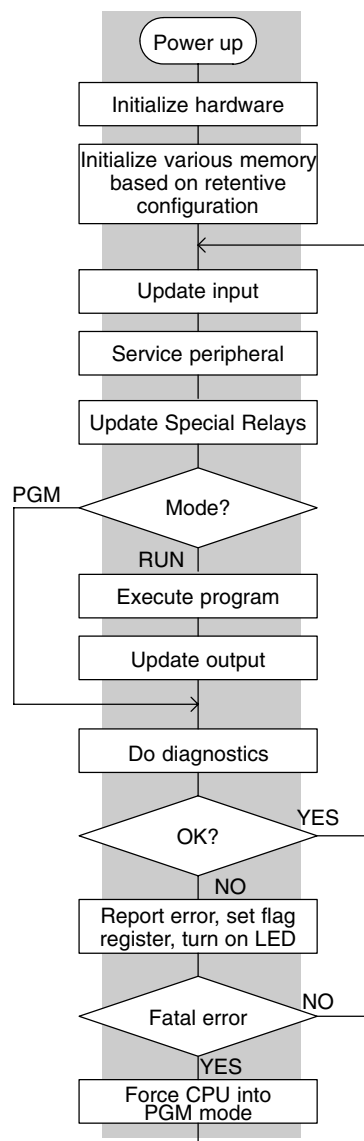 Power up
Initialize hardware
Initialize various memory
based on retentive
configuration
Update input
Service peripheral
Update Special Relays
PGM
Mode?
RUN
Execute program
Update output
Do diagnostics
YES
OK?
NO
Report error, set flag
register, turn on LED
NO
Fatal error
YES
Force CPU into
PGM mode